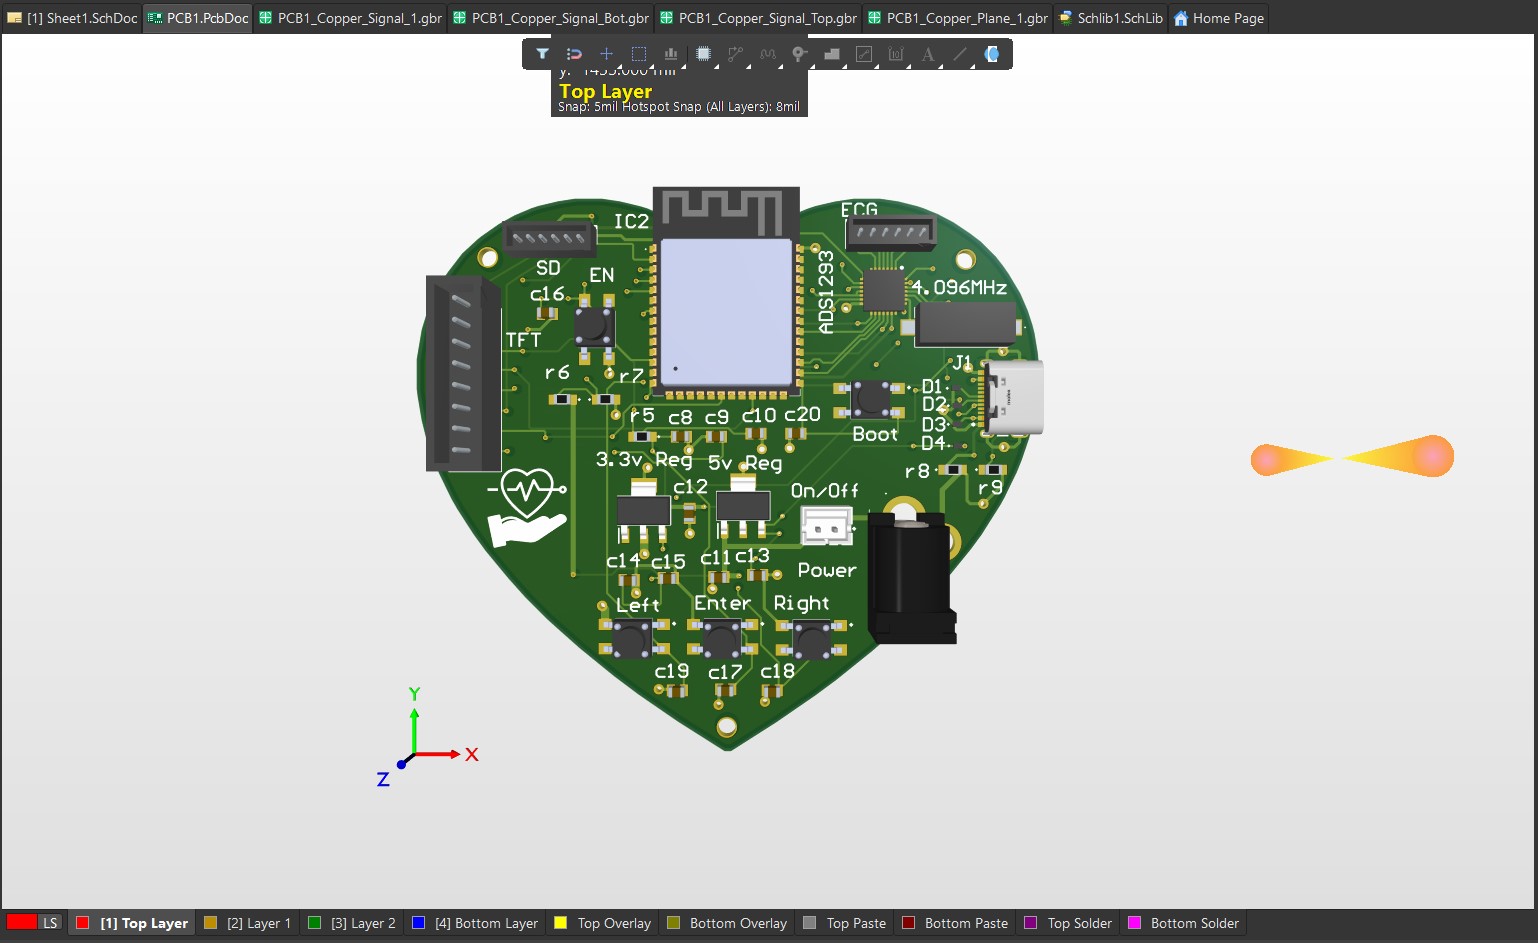 [1] Sheet1.SchDoc PCB1.PcbDoc PCB1_Copper_Signal_1.gbr PCB1_Copper_Signal_Bot.gbr PCB1_Copper_Signal_Top.gbr PCB1_Copper_Plane_1.gbr Schlib1.SchLib Home Page
Top Layer
Snap: 5mil Hotspot Snap (All Layers): 8mil
ECG
IC2
SD
EN
ADS1293
4.096MHz
c16
TFT
J1
r6
r7
D1
D2
D3
D4
r5 c8 c9 c10 c20
Boot
3.3v Reg 5v Reg
r8
r9
c12
On/Off
c14 c15 c11 c13
Power
Left Enter Right
c19 c17 c18
Y
X
Z
LS [1] Top Layer [2] Layer 1 [3] Layer 2 [4] Bottom Layer Top Overlay Bottom Overlay Top Paste Bottom Paste Top Solder Bottom Solder